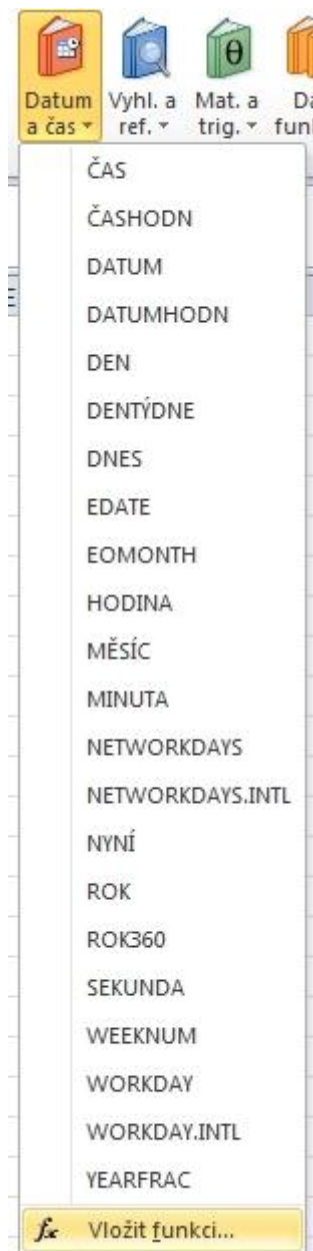 Datum
a čas
Vyhl. a
ref.
Mat. a
trig.
ČAS
ČASHODN
DATUM
DATUMHODN
DEN
DENTÝDNE
DNES
EDATE
EOMONTH
HODINA
MĚSÍC
MINUTA
NETWORKDAYS
NETWORKDAYS.INTL
NYNÍ
ROK
ROK360
SEKUNDA
WEEKNUM
WORKDAY
WORKDAY.INTL
YEARFRAC
fx Vložit funkci...